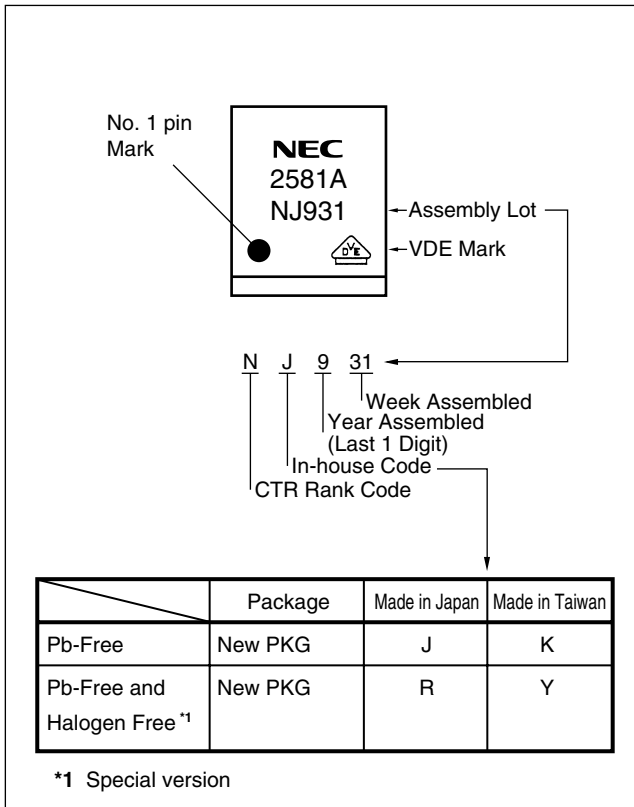 No. 1 pin
Mark
NEC
2581A
NJ931
Assembly Lot
VDE Mark
DVE
N J 9 31
Week Assembled
Year Assembled
(Last 1 Digit)
In-house Code
CTR Rank Code
Package Made in Japan Made in Taiwan
Pb-Free New PKG J K
Pb-Free and
Halogen Free *1 New PKG R Y
*1 Special version